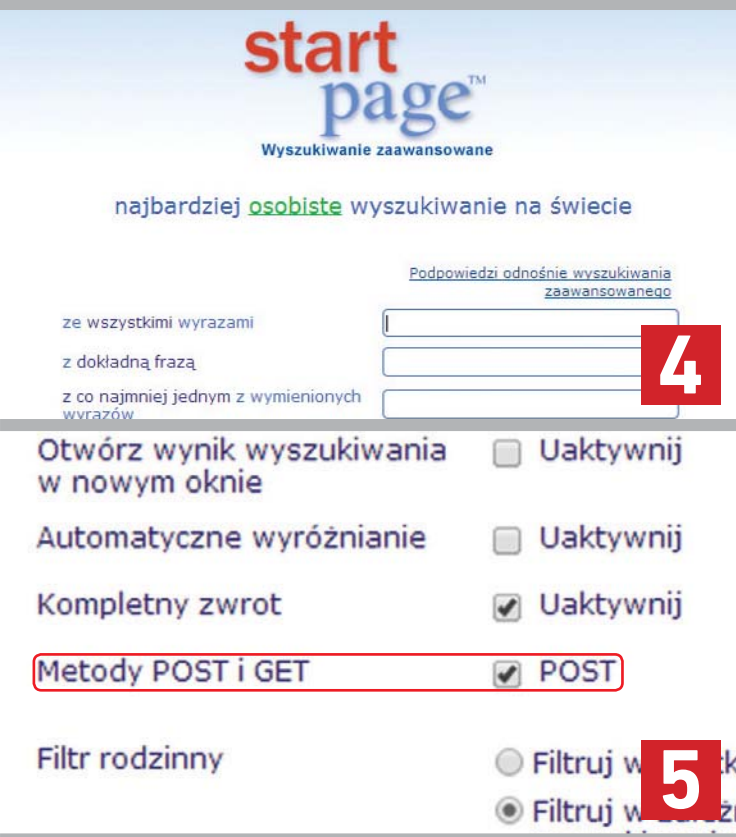 start
page™
Wyszukiwanie zaawansowane
najbardziej osobiste wyszukiwanie na świecie
Podpowiedzi odnośnie wyszukiwania
zaawansowanego
ze wszystkimi wyrazami
z dokładną frazą
4
z co najmniej jednym z wymienionych
wyrazów
Otwórz wynik wyszukiwania Uaktywnij
w nowym oknie
Automatyczne wyróżnianie Uaktywnij
Kompletny zwrot Uaktywnij
Metody POST i GET POST
Filtr rodzinny Filtruj
5
Filtruj